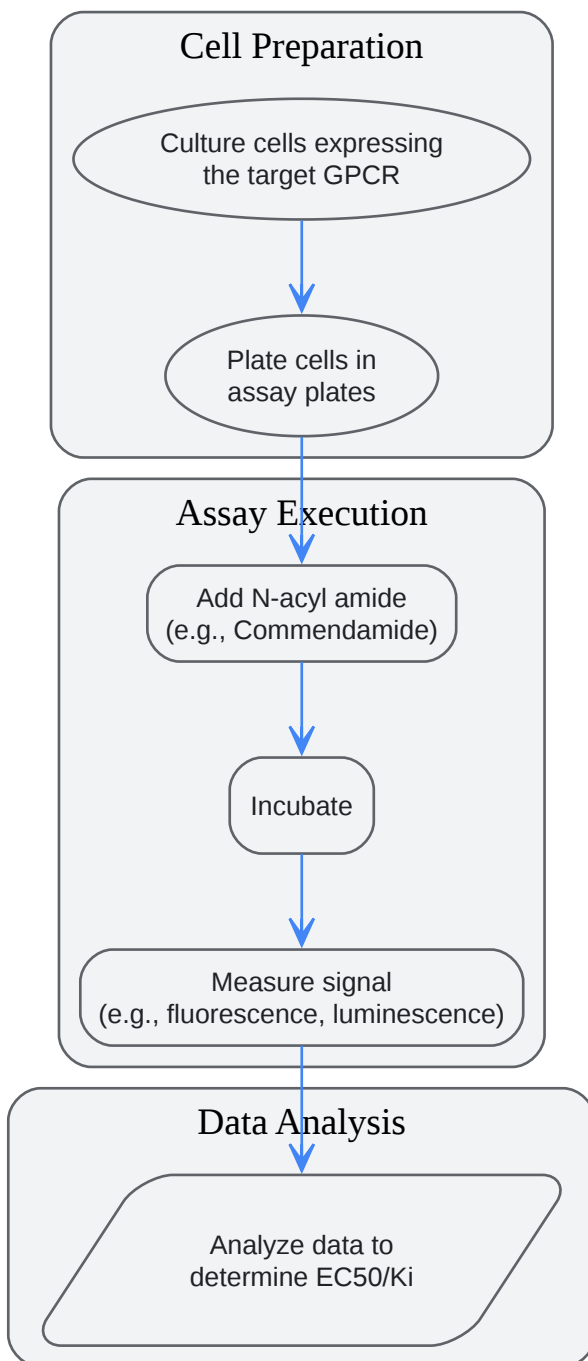 Cell Preparation
Culture cells expressing
the target GPCR
Plate cells in
assay plates
Assay Execution
Add N-acyl amide
(e.g., Commendamide)
Incubate
Measure signal
(e.g., fluorescence, luminescence)
Data Analysis
Analyze data to
determine EC50/Ki